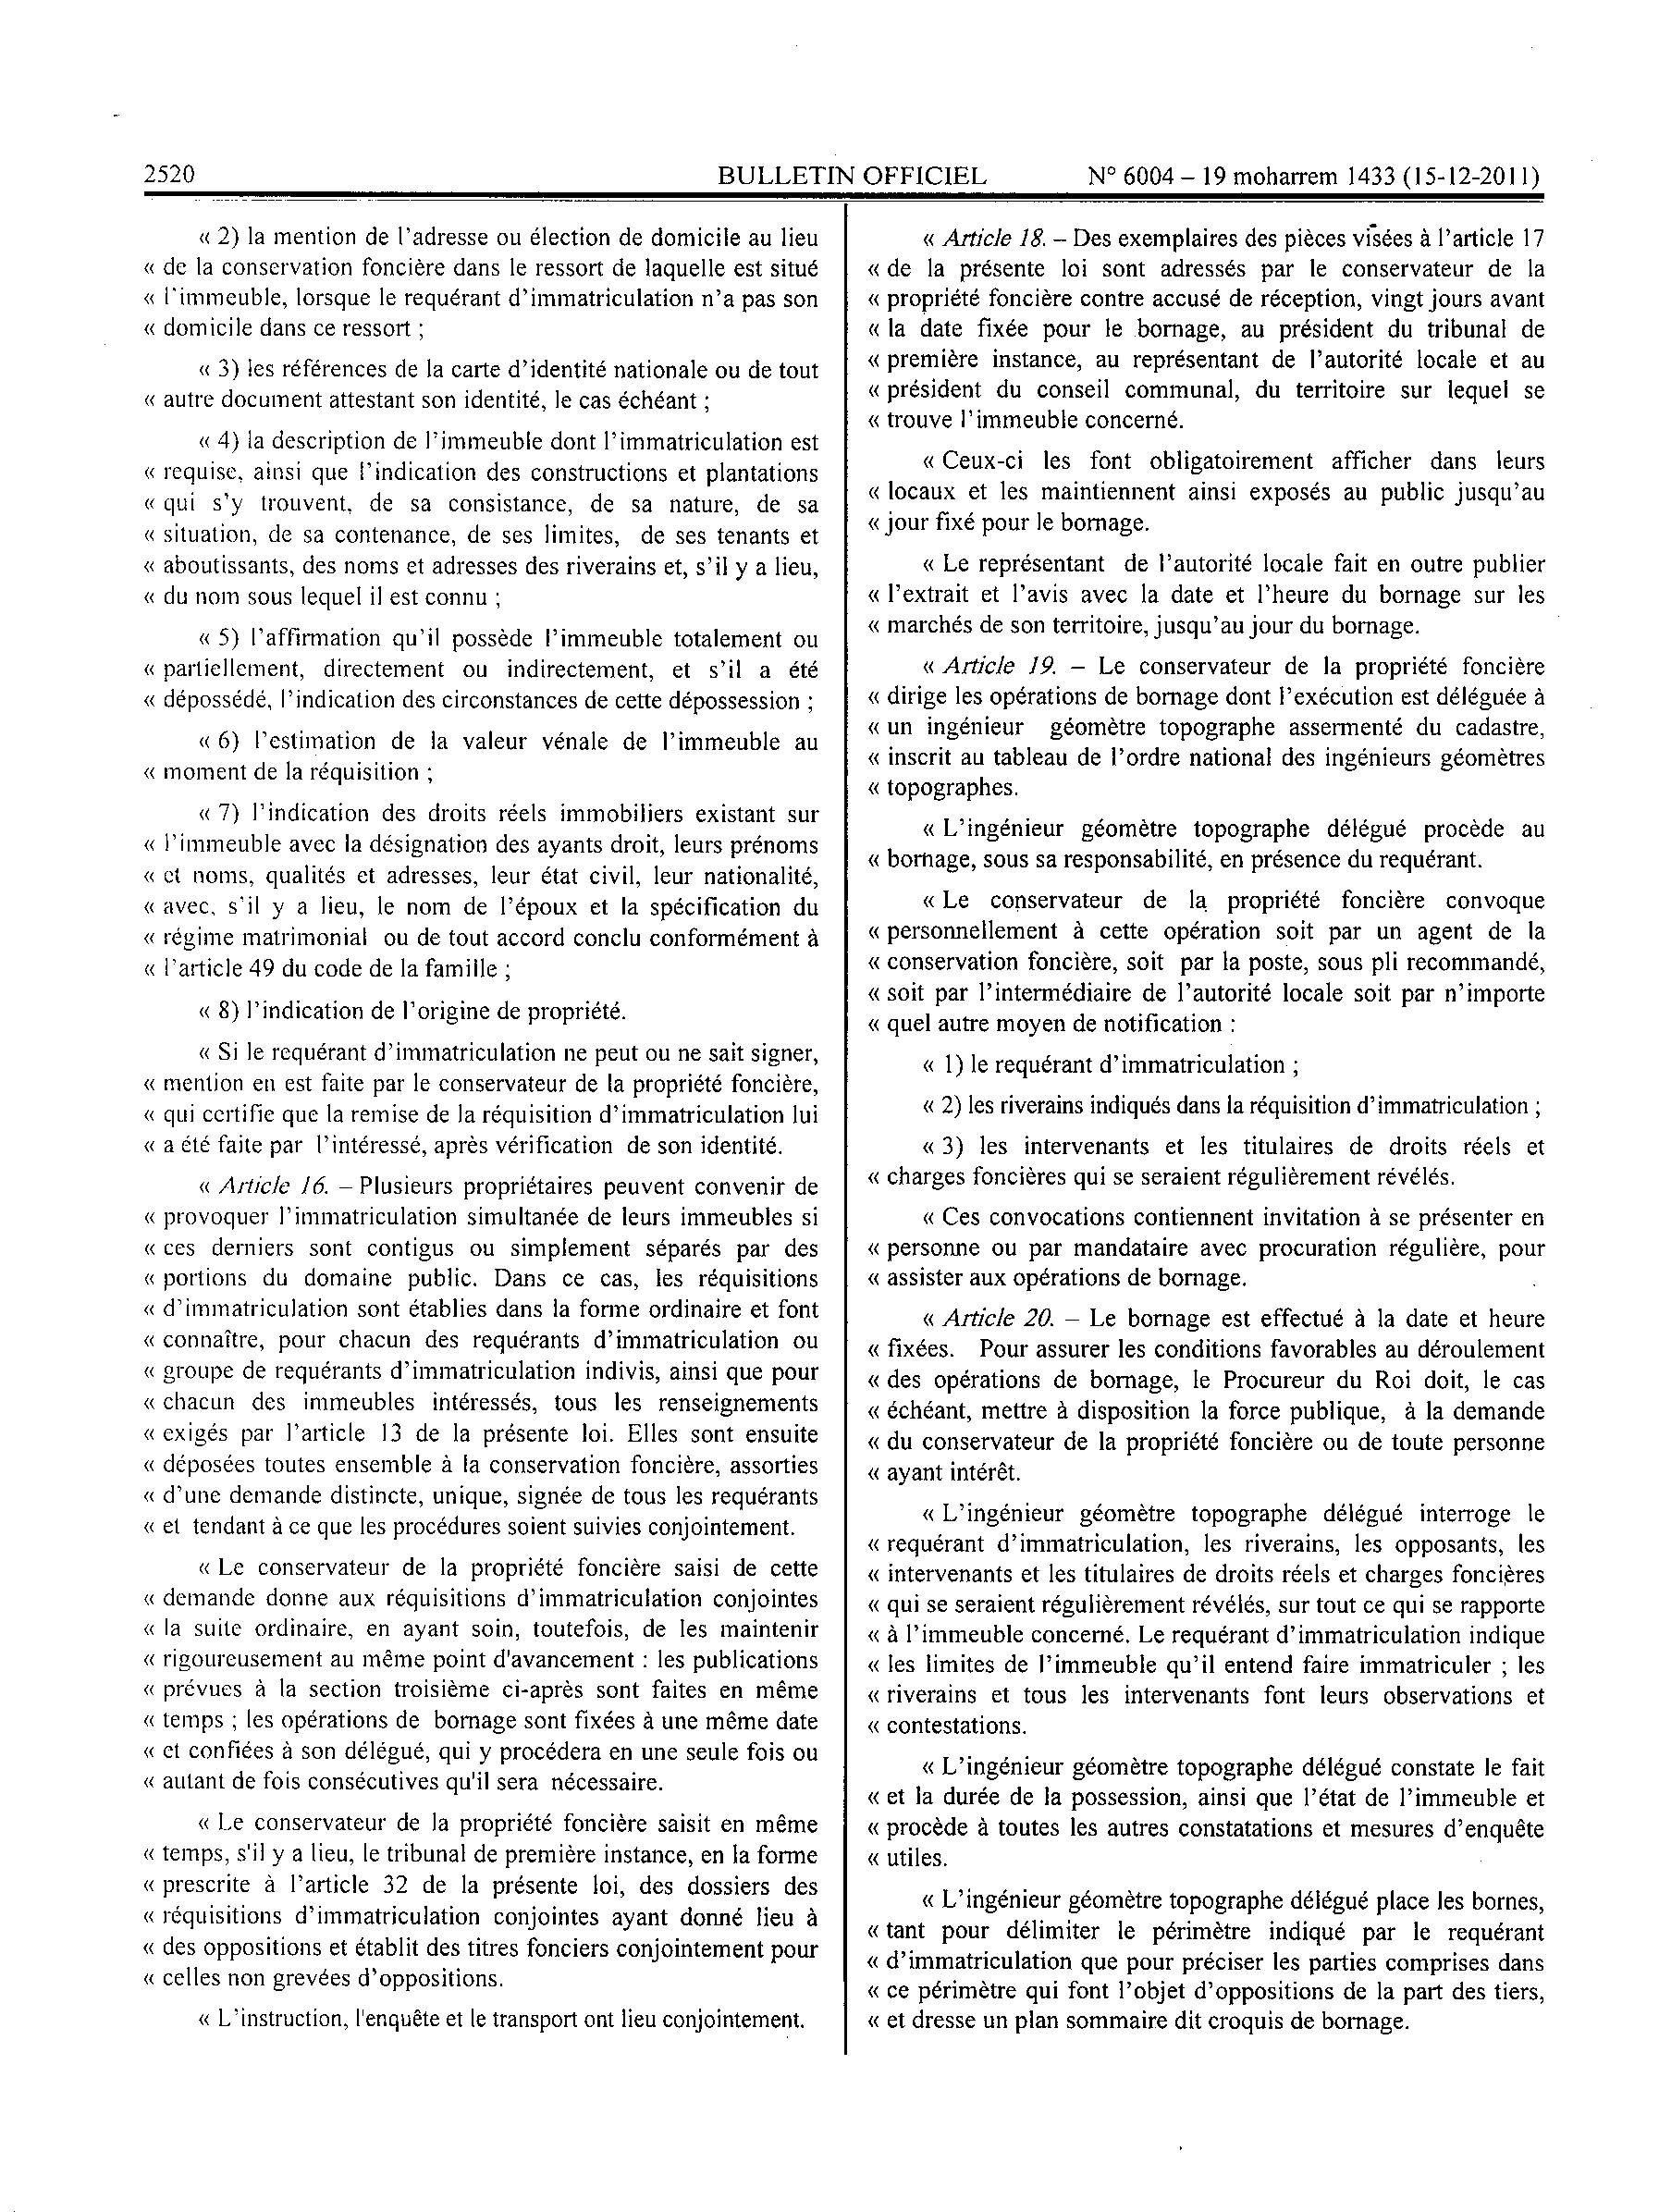 2520
BULLETIN OFFICIEL
N° 6004 – 19 moharrem 1433 (15-12-2011)
« 2) la mention de l'adresse ou élection de domicile au lieu
« de la conservation foncière dans le ressort de laquelle est situé
« l'immeuble, lorsque le requérant d'immatriculation n'a pas son
« domicile dans ce ressort ;
« 3) les références de la carte d'identité nationale ou de tout
« autre document attestant son identité, le cas échéant ;
« 4) la description de l'immeuble dont l'immatriculation est
« requise, ainsi que l'indication des constructions et plantations
« qui s'y trouvent, de sa consistance, de sa nature, de sa
« situation, de sa contenance, de ses limites, de ses tenants et
« aboutissants, des noms et adresses des riverains et, s'il y a lieu,
« du nom sous lequel il est connu ;
« 5) l'affirmation qu'il possède l'immeuble totalement ou
« partiellement, directement ou indirectement, et s'il a été
« dépossédé, l'indication des circonstances de cette dépossession ;
« 6) l'estimation de la valeur vénale de l'immeuble au
« moment de la réquisition ;
« 7) l'indication des droits réels immobiliers existant sur
« l'immeuble avec la désignation des ayants droit, leurs prénoms
« et noms, qualités et adresses, leur état civil, leur nationalité,
« avec, s'il y a lieu, le nom de l'époux et la spécification du
« régime matrimonial ou de tout accord conclu conformément à
« l'article 49 du code de la famille ;
« 8) l'indication de l'origine de propriété.
« Si le requérant d'immatriculation ne peut ou ne sait signer,
« mention en est faite par le conservateur de la propriété foncière,
« qui certifie que la remise de la réquisition d'immatriculation lui
« a été faite par l'intéressé, après vérification de son identité.
« Article 16. – Plusieurs propriétaires peuvent convenir de
« provoquer l'immatriculation simultanée de leurs immeubles si
« ces derniers sont contigus ou simplement séparés par des
« portions du domaine public. Dans ce cas, les réquisitions
« d'immatriculation sont établies dans la forme ordinaire et font
« connaître, pour chacun des requérants d'immatriculation ou
« groupe de requérants d'immatriculation indivis, ainsi que pour
« chacun des immeubles intéressés, tous les renseignements
« exigés par l'article 13 de la présente loi. Elles sont ensuite
« déposées toutes ensemble à la conservation foncière, assorties
« d'une demande distincte, unique, signée de tous les requérants
« et tendant à ce que les procédures soient suivies conjointement.
« Le conservateur de la propriété foncière saisi de cette
« demande donne aux réquisitions d'immatriculation conjointes
« la suite ordinaire, en ayant soin, toutefois, de les maintenir
« rigoureusement au même point d'avancement : les publications
« prévues à la section troisième ci-après sont faites en même
« temps ; les opérations de bornage sont fixées à une même date
« et confiées à son délégué, qui y procédera en une seule fois ou
« autant de fois consécutives qu'il sera nécessaire.
« Le conservateur de la propriété foncière saisit en même
« temps, s'il y a lieu, le tribunal de première instance, en la forme
« prescrite à l'article 32 de la présente loi, des dossiers des
« réquisitions d'immatriculation conjointes ayant donné lieu à
« des oppositions et établit des titres fonciers conjointement pour
« celles non grevées d'oppositions.
« L'instruction, l'enquête et le transport ont lieu conjointement.
« Article 18. – Des exemplaires des pièces visées à l'article 17
« de la présente loi sont adressés par le conservateur de la
« propriété foncière contre accusé de réception, vingt jours avant
« la date fixée pour le bornage, au président du tribunal de
« première instance, au représentant de l'autorité locale et au
« président du conseil communal, du territoire sur lequel se
« trouve l'immeuble concerné.
« Ceux-ci les font obligatoirement afficher dans leurs
« locaux et les maintiennent ainsi exposés au public jusqu'au
« jour fixé pour le bornage.
« Le représentant de l'autorité locale fait en outre publier
« l'extrait et l'avis avec la date et l'heure du bornage sur les
« marchés de son territoire, jusqu'au jour du bornage.
« Article 19. – Le conservateur de la propriété foncière
« dirige les opérations de bornage dont l'exécution est déléguée à
« un ingénieur géomètre topographe assermenté du cadastre,
« inscrit au tableau de l'ordre national des ingénieurs géomètres
« topographes.
« L'ingénieur géomètre topographe délégué procède au
« bornage, sous sa responsabilité, en présence du requérant.
« Le conservateur de la propriété foncière convoque
« personnellement à cette opération soit par un agent de la
« conservation foncière, soit par la poste, sous pli recommandé,
« soit par l'intermédiaire de l'autorité locale soit par n'importe
« quel autre moyen de notification :
« 1) le requérant d'immatriculation ;
« 2) les riverains indiqués dans la réquisition d'immatriculation ;
« 3) les intervenants et les titulaires de droits réels et
« charges foncières qui se seraient régulièrement révélés.
« Ces convocations contiennent invitation à se présenter en
« personne ou par mandataire avec procuration régulière, pour
« assister aux opérations de bornage.
« Article 20. – Le bornage est effectué à la date et heure
« fixées. Pour assurer les conditions favorables au déroulement
« des opérations de bornage, le Procureur du Roi doit, le cas
« échéant, mettre à disposition la force publique, à la demande
« du conservateur de la propriété foncière ou de toute personne
« ayant intérêt.
« L'ingénieur géomètre topographe délégué interroge le
« requérant d'immatriculation, les riverains, les opposants, les
« intervenants et les titulaires de droits réels et charges foncières
« qui se seraient régulièrement révélés, sur tout ce qui se rapporte
« à l'immeuble concerné. Le requérant d'immatriculation indique
« les limites de l'immeuble qu'il entend faire immatriculer ; les
« riverains et tous les intervenants font leurs observations et
« contestations.
« L'ingénieur géomètre topographe délégué constate le fait
« et la durée de la possession, ainsi que l'état de l'immeuble et
« procède à toutes les autres constatations et mesures d'enquête
« utiles.
« L'ingénieur géomètre topographe délégué place les bornes,
« tant pour délimiter le périmètre indiqué par le requérant
« d'immatriculation que pour préciser les parties comprises dans
« ce périmètre qui font l'objet d'oppositions de la part des tiers,
« et dresse un plan sommaire dit croquis de bornage.